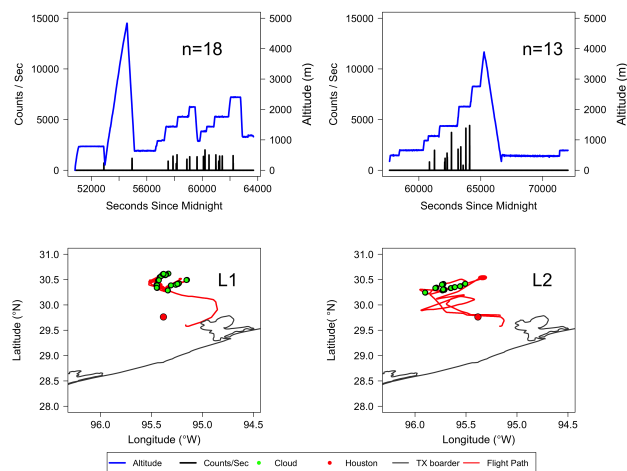 15000
10000
5000
0
Counts / Sec
n=18
5000
4000
3000
2000
1000
0
Altitude (m)
52000 56000 60000 64000
Seconds Since Midnight
15000
10000
5000
0
Counts / Sec
n=13
5000
4000
3000
2000
1000
0
Altitude (m)
60000 65000 70000
Seconds Since Midnight
31.0
30.5
30.0
29.5
29.0
28.5
28.0
Latitude( °N)
L1
96.0 95.5 95.0 94.5
Longitude (°W)
31.0
30.5
30.0
29.5
29.0
28.5
28.0
Latitude( °N)
L2
96.0 95.5 95.0 94.5
Longitude (°W)
Altitude Counts/Sec Cloud Houston TX boarder Flight Path